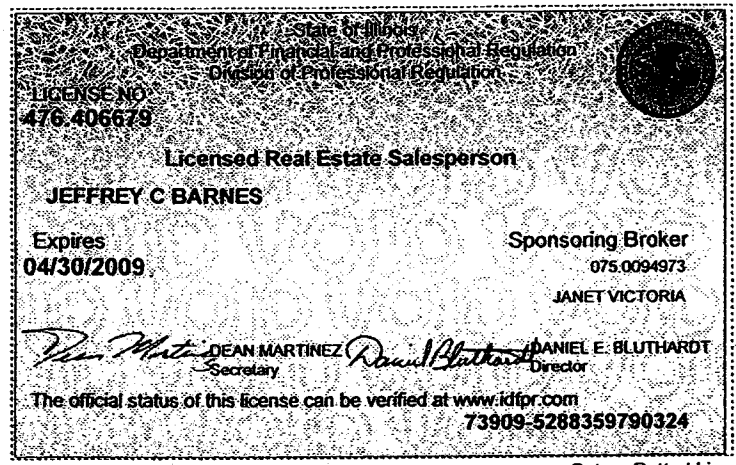 State of Illinois
Department of Financial and Professional Regulation
Division of Professional Regulation
LICENSE NO.
476.406679
Licensed Real Estate Salesperson
JEFFREY C BARNES
Expires
04/30/2009
Sponsoring Broker
075.0094973
JANET VICTORIA
DEAN MARTINEZ
Secretary
DANIEL E. BLUTHARDT
Director
The official status of this license can be verified at www.idfpr.com
73909-5288359790324